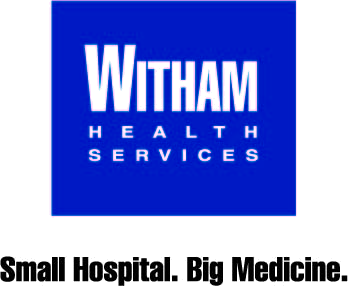 WITHAM
HEALTH
SERVICES
Small Hospital. Big Medicine.